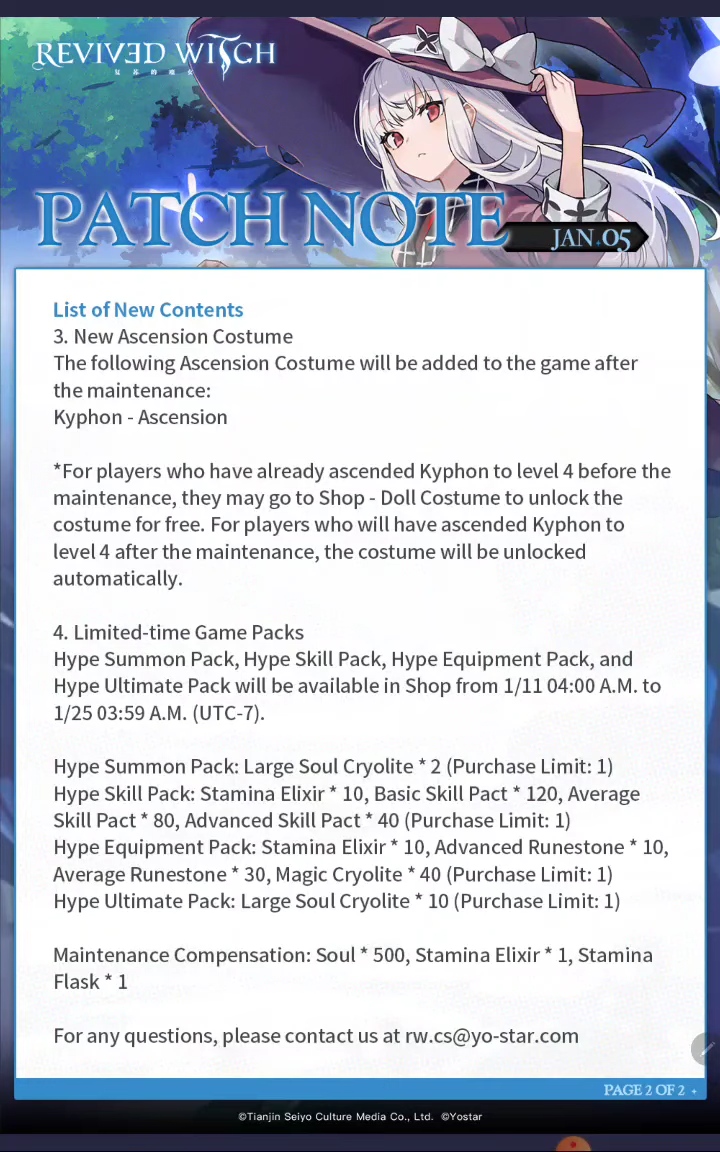 REVIVED WITCH
复苏的魔女
PATCH NOTE
JAN.05
List of New Contents
3. New Ascension Costume
The following Ascension Costume will be added to the game after
the maintenance:
Kyphon - Ascension
*For players who have already ascended Kyphon to level 4 before the
maintenance, they may go to Shop - Doll Costume to unlock the
costume for free. For players who will have ascended Kyphon to
level 4 after the maintenance, the costume will be unlocked
automatically.
4. Limited-time Game Packs
Hype Summon Pack, Hype Skill Pack, Hype Equipment Pack, and
Hype Ultimate Pack will be available in Shop from 1/11 04:00 A.M. to
1/25 03:59 A.M. (UTC-7).
Hype Summon Pack: Large Soul Cryolite * 2 (Purchase Limit: 1)
Hype Skill Pack: Stamina Elixir * 10, Basic Skill Pact * 120, Average
Skill Pact * 80, Advanced Skill Pact * 40 (Purchase Limit: 1)
Hype Equipment Pack: Stamina Elixir * 10, Advanced Runestone * 10,
Average Runestone * 30, Magic Cryolite * 40 (Purchase Limit: 1)
Hype Ultimate Pack: Large Soul Cryolite * 10 (Purchase Limit: 1)
Maintenance Compensation: Soul * 500, Stamina Elixir * 1, Stamina
Flask * 1
For any questions, please contact us at rw.cs@yo-star.com
PAGE 2 OF 2
©Tianjin Seiyo Culture Media Co., Ltd. ©Yostar